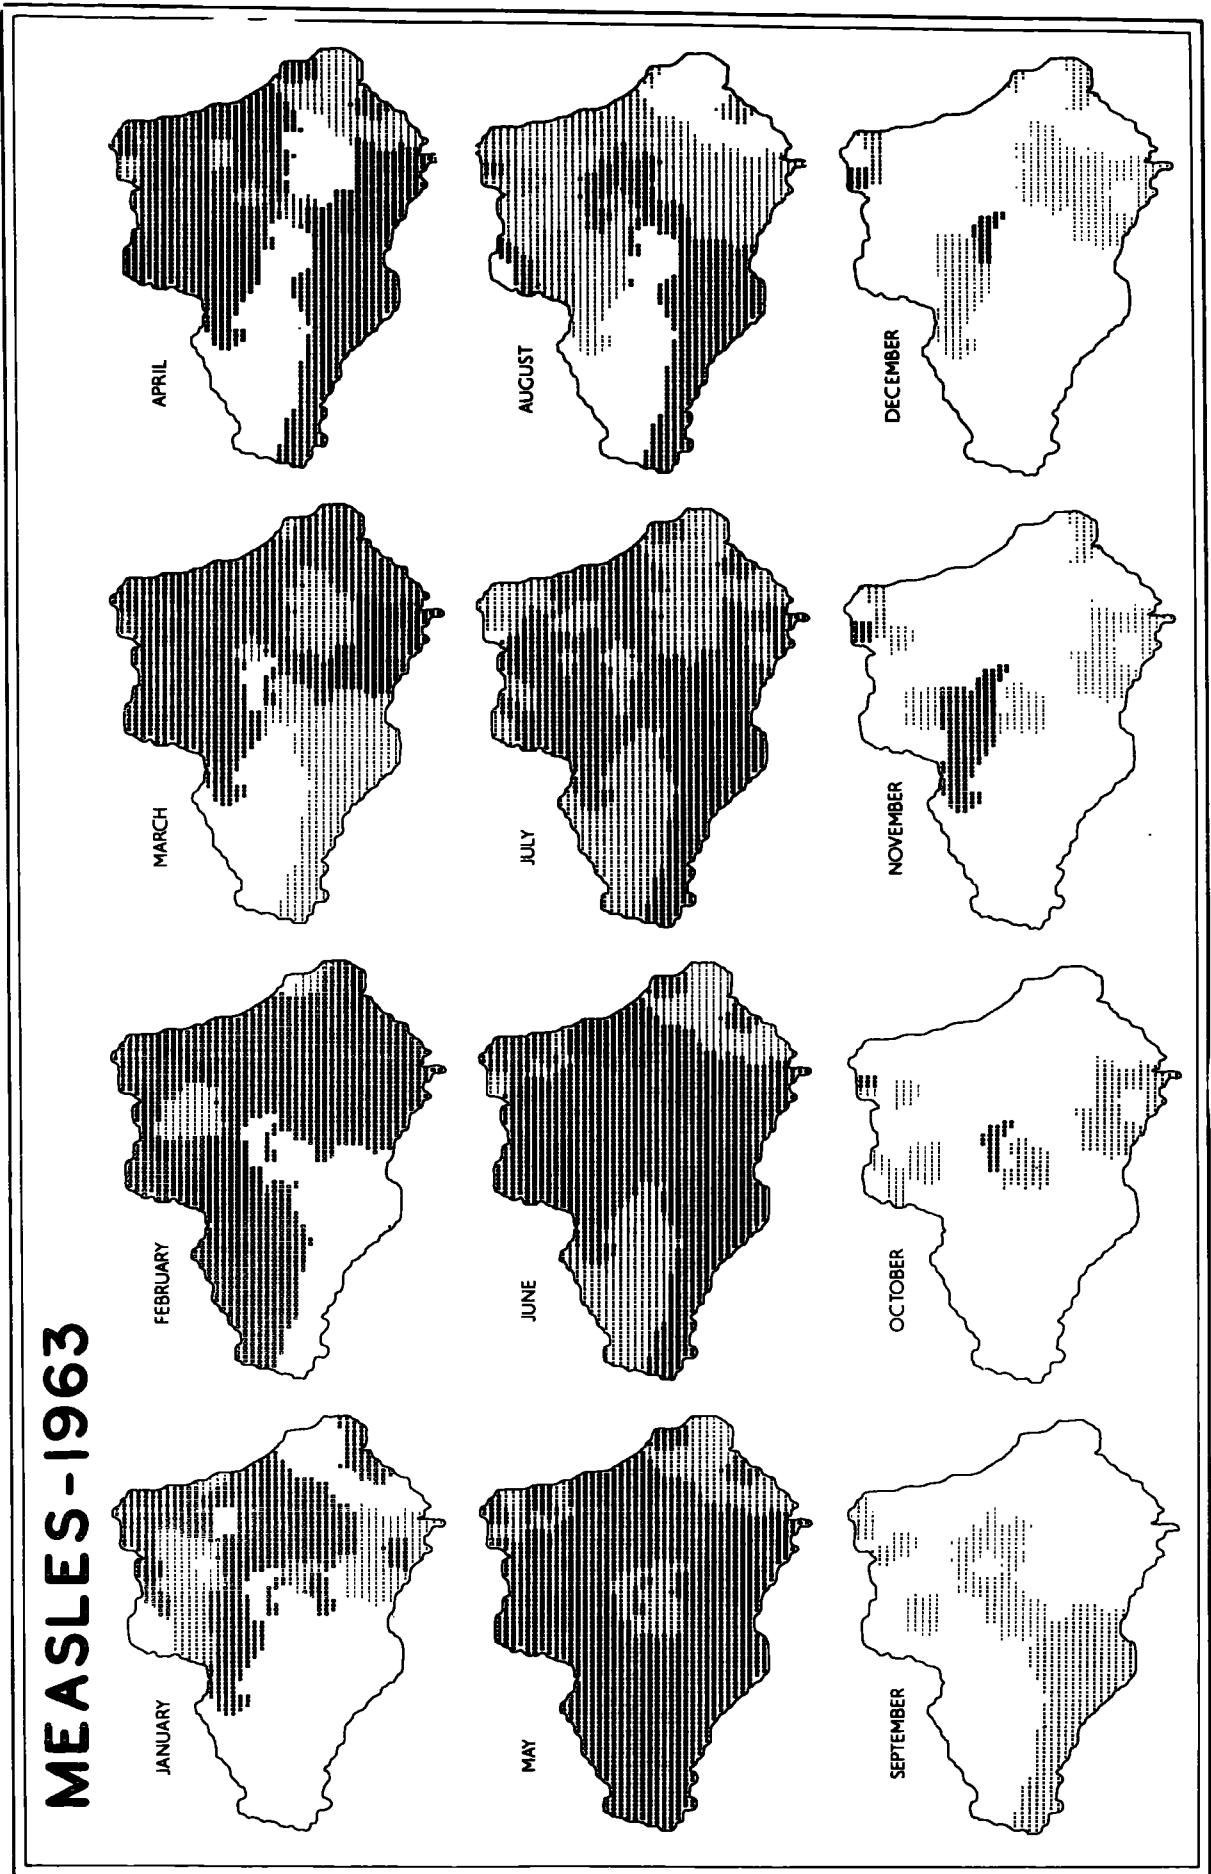 MEASLES-1963
JANUARY
FEBRUARY
MARCH
APRIL
MAY
JUNE
JULY
AUGUST
SEPTEMBER
OCTOBER
NOVEMBER
DECEMBER